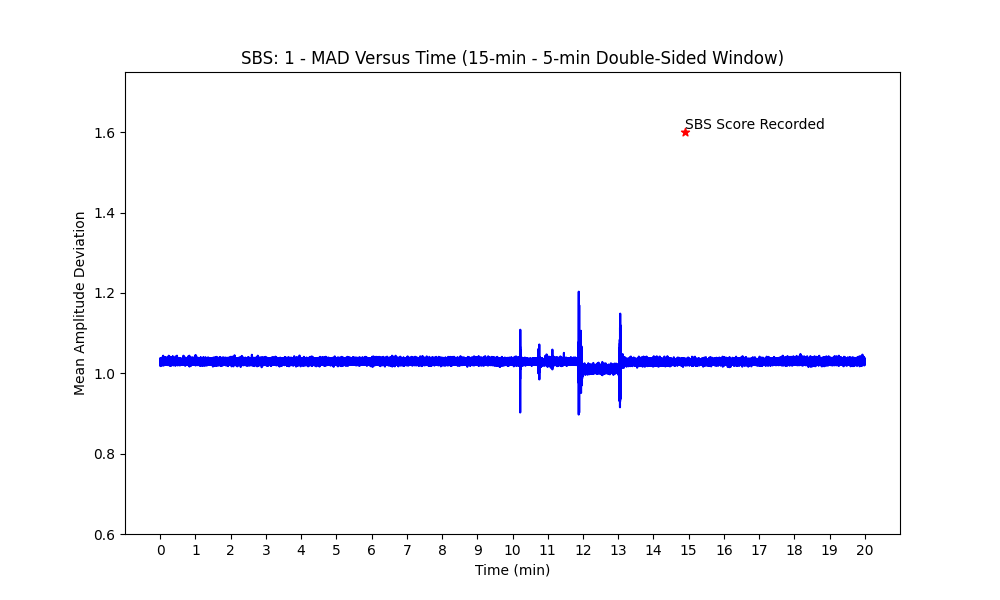 SBS: 1 - MAD Versus Time (15-min - 5-min Double-Sided Window)
SBS Score Recorded
Mean Amplitude Deviation
1.6
1.4
1.2
1.0
0.8
0.6
0 1 2 3 4 5 6 7 8 9 10 11 12 13 14 15 16 17 18 19 20
Time (min)